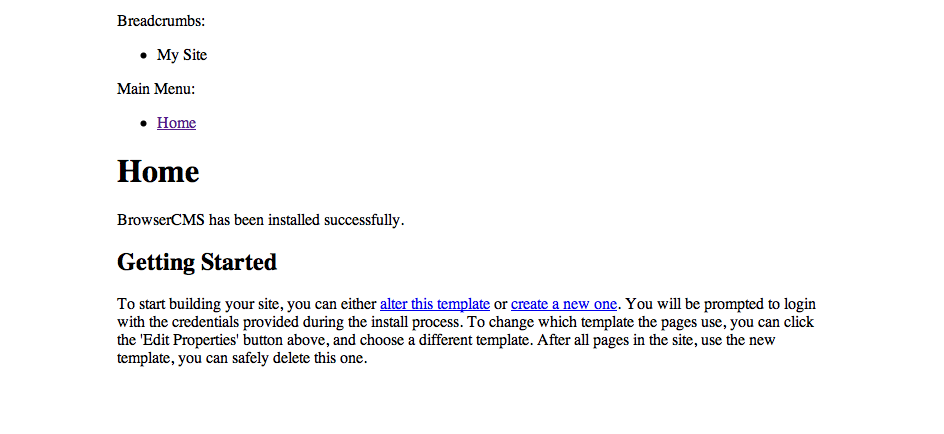 Breadcrumbs:
My Site
Main Menu:
Home
Home
BrowserCMS has been installed successfully.
Getting Started
To start building your site, you can either alter this template or create a new one. You will be prompted to login
with the credentials provided during the install process. To change which template the pages use, you can click
the 'Edit Properties' button above, and choose a different template. After all pages in the site, use the new
template, you can safely delete this one.